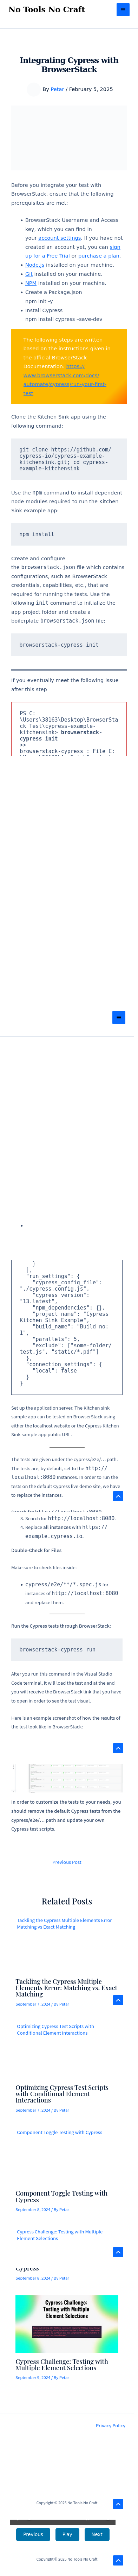 No Tools No Craft
Integrating Cypress with
BrowserStack
By Petar / February 5, 2025
Before you integrate your test suite with
BrowserStack, ensure that the following
prerequisites are met:
BrowserStack Username and Access
key, which you can find in
your account settings. If you have not
created an account yet, you can sign
up for a Free Trial or purchase a plan.
Node.js installed on your machine.
Git installed on your machine.
NPM installed on your machine.
Create a Package.json
npm init -y
Install Cypress
npm install cypress –save-dev
The following steps are written
based on the instructions given in
the official BrowserStack
Documentation: https://
www.browserstack.com/docs/
automate/cypress/run-your-first-
test
Clone the Kitchen Sink app using the
following command:
git clone https://github.com/
cypress-io/cypress-example-
kitchensink.git; cd cypress-
example-kitchensink
Use the npm command to install dependent
node modules required to run the Kitchen
Sink example app:
npm install
Create and configure
the browserstack.json file which contains
configurations, such as BrowserStack
credentials, capabilities, etc., that are
required for running tests. Use the
following init command to initialize the
app project folder and create a
boilerplate browserstack.json file:
browserstack-cypress init
If you eventually meet the following issue
after this step
PS C:
\Users\38163\Desktop\BrowserSta
ck_Test\cypress-example-
kitchensink> browserstack-
cypress init
>>
browserstack-cypress : File C:
}
],
"run_settings": {
"cypress_config_file":
"./cypress.config.js",
"cypress_version":
"13.latest",
"npm_dependencies": {},
"project_name": "Cypress
Kitchen Sink Example",
"build_name": "Build no:
1",
"parallels": 5,
"exclude": ["some-folder/
test.js", "static/*.pdf"]
},
"connection_settings": {
"local": false
}
}
Set up the application server. The Kitchen sink
sample app can be tested on BrowserStack using
either the localhost website or the Cypress Kitchen
Sink sample app public URL.
The tests are given under the cypress/e2e/… path.
The tests are, by default, set to the http://
localhost:8080 instances. In order to run the
tests on the default Cypress live demo site, we have
to replace the instances.
3. Search for http://localhost:8080.
4. Replace all instances with https://
example.cypress.io.
Double-Check for Files
Make sure to check files inside:
cypress/e2e/**/*.spec.js for
instances of http://localhost:8080
and replace them.
Run the Cypress tests through BrowserStack:
browserstack-cypress run
After you run this command in the Visual Studio
Code terminal, it will load the test and at the end
you will receive the BrowserStack link that you have
to open in order to see the test visual.
Here is an example screenshot of how the results of
the test look like in BrowserStack:
In order to customize the tests to your needs, you
should remove the default Cypress tests from the
cypress/e2e/… path and update your own
Cypress test scripts.
Previous Post
Related Posts
Tackling the Cypress Multiple Elements Error
Matching vs Exact Matching
Tackling the Cypress Multiple
Elements Error: Matching vs. Exact
Matching
September 7, 2024 / By Petar
Optimizing Cypress Test Scripts with
Conditional Element Interactions
Optimizing Cypress Test Scripts
with Conditional Element
Interactions
September 7, 2024 / By Petar
Component Toggle Testing with Cypress
Component Toggle Testing with
Cypress
September 8, 2024 / By Petar
Cypress Challenge: Testing with Multiple
Element Selections
Cypress
September 8, 2024 / By Petar
Cypress Challenge:
Testing with Multiple
Element Selections
Cypress Challenge: Testing with
Multiple Element Selections
September 5, 2024 / By Petar
Privacy Policy
Copyright © 2025 No Tools No Craft
Previous
Play
Next
Copyright © 2025 No Tools No Craft